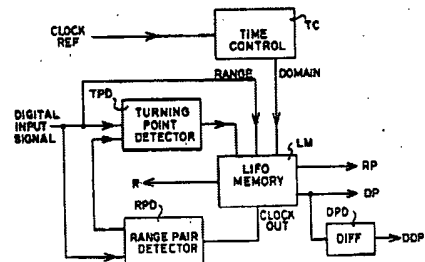 CLOCK
REF
TIME
CONTROL
TC
RANGE
DOMAIN
TPD
DIGITAL
INPUT
SIGNAL
TURNING
POINT
DETECTOR
LM
LIFO
MEMORY
RP
DP
R
RPD
CLOCK
OUT
DPD
RANGE PAIR
DETECTOR
DIFF
DDP